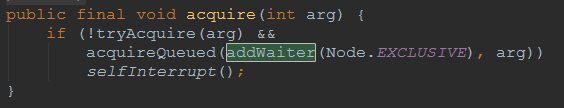 public final void acquire(int arg) {
if (!tryAcquire(arg) &&
acquireQueued(addWaiter(Node.EXCLUSIVE), arg))
selfInterrupt();
}